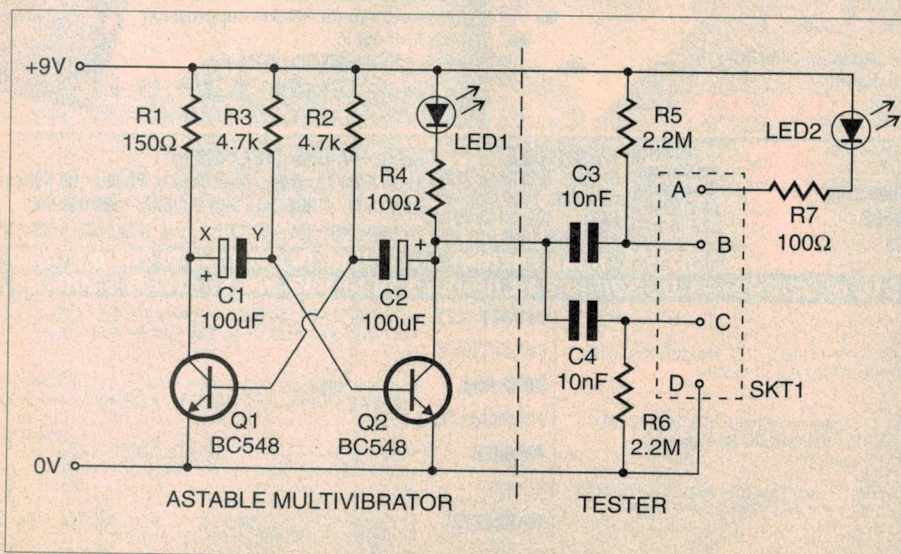 +9V
R1
150Ω
R3
4.7k
R2
4.7k
LED1
R4
100Ω
R5
2.2M
LED2
C3
10nF
A
R7
100Ω
B
X
Y
+
C1
100uF
+
C2
100uF
C
C4
10nF
D
SKT1
Q1
BC548
Q2
BC548
R6
2.2M
0V
ASTABLE MULTIVIBRATOR
TESTER